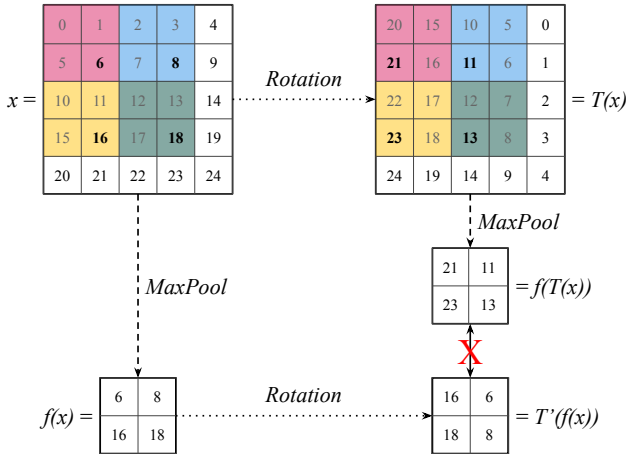 0 1 2 3 4 20 15 10 5 0
5 6 7 8 9 Rotation 21 16 11 6 1
x = 10 11 12 13 14 22 17 12 7 2 = T(x)
15 16 17 18 19 23 18 13 8 3
20 21 22 23 24 24 19 14 9 4
MaxPool
21 11
MaxPool = f(T(x))
23 13
X
Rotation
6 8 16 6
f(x) = = T'(f(x))
16 18 18 8